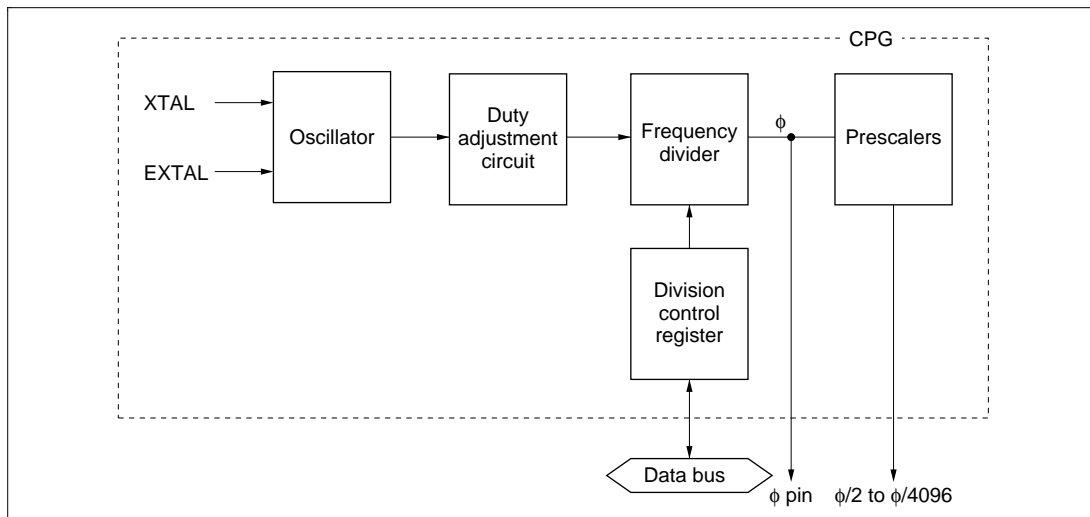 CPG
XTAL
EXTAL
Oscillator
Duty
adjustment
circuit
Frequency
divider
ϕ
Prescalers
Division
control
register
Data bus
ϕ pin
ϕ/2 to ϕ/4096